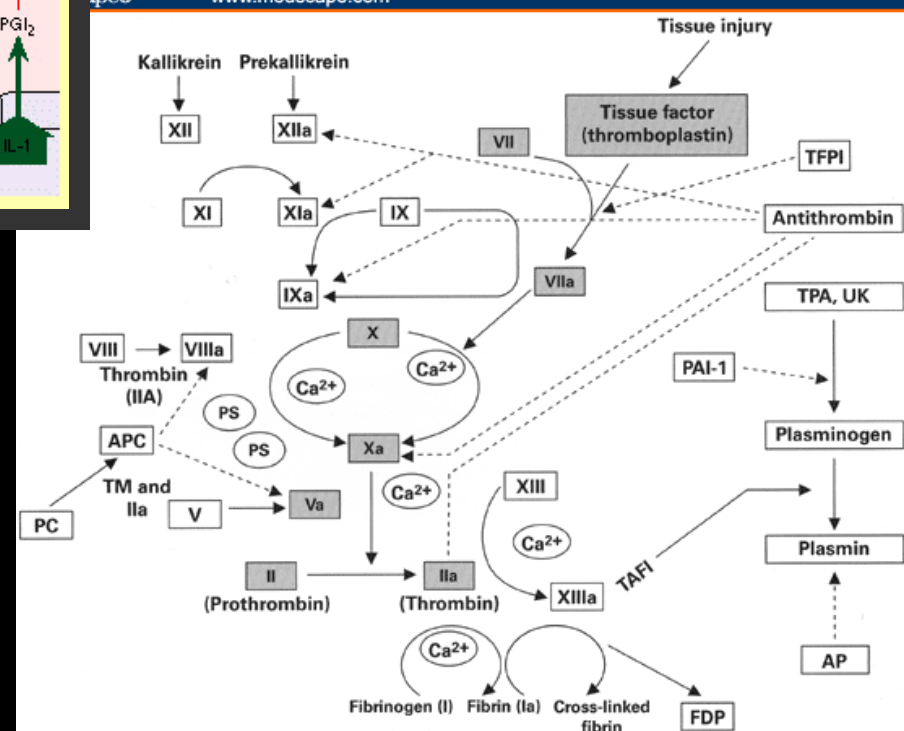 www.medscape.com
PGI2
IL-1
Tissue injury
Kallikrein
Prekallikrein
Tissue factor
(thromboplastin)
XII
XIIa
VII
TFPI
XI
XIa
IX
Antithrombin
IXa
VIIa
TPA, UK
X
VIII
VIIIa
Ca2+
Ca2+
PAI-1
Thrombin
(IIA)
PS
APC
PS
Xa
Plasminogen
TM and
IIa
Ca2+
XIII
PC
V
Va
Ca2+
Plasmin
II
IIa
TAFI
(Prothrombin)
(Thrombin)
XIIIa
Ca2+
AP
Fibrinogen (I)
Fibrin (Ia)
Cross-linked
fibrin
FDP